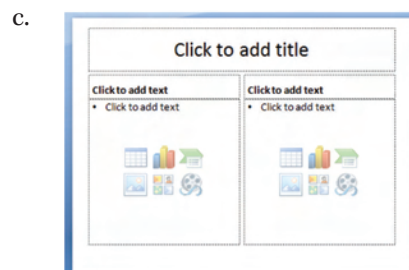 c.
Click to add title
Click to add text
• Click to add text
Click to add text
• Click to add text